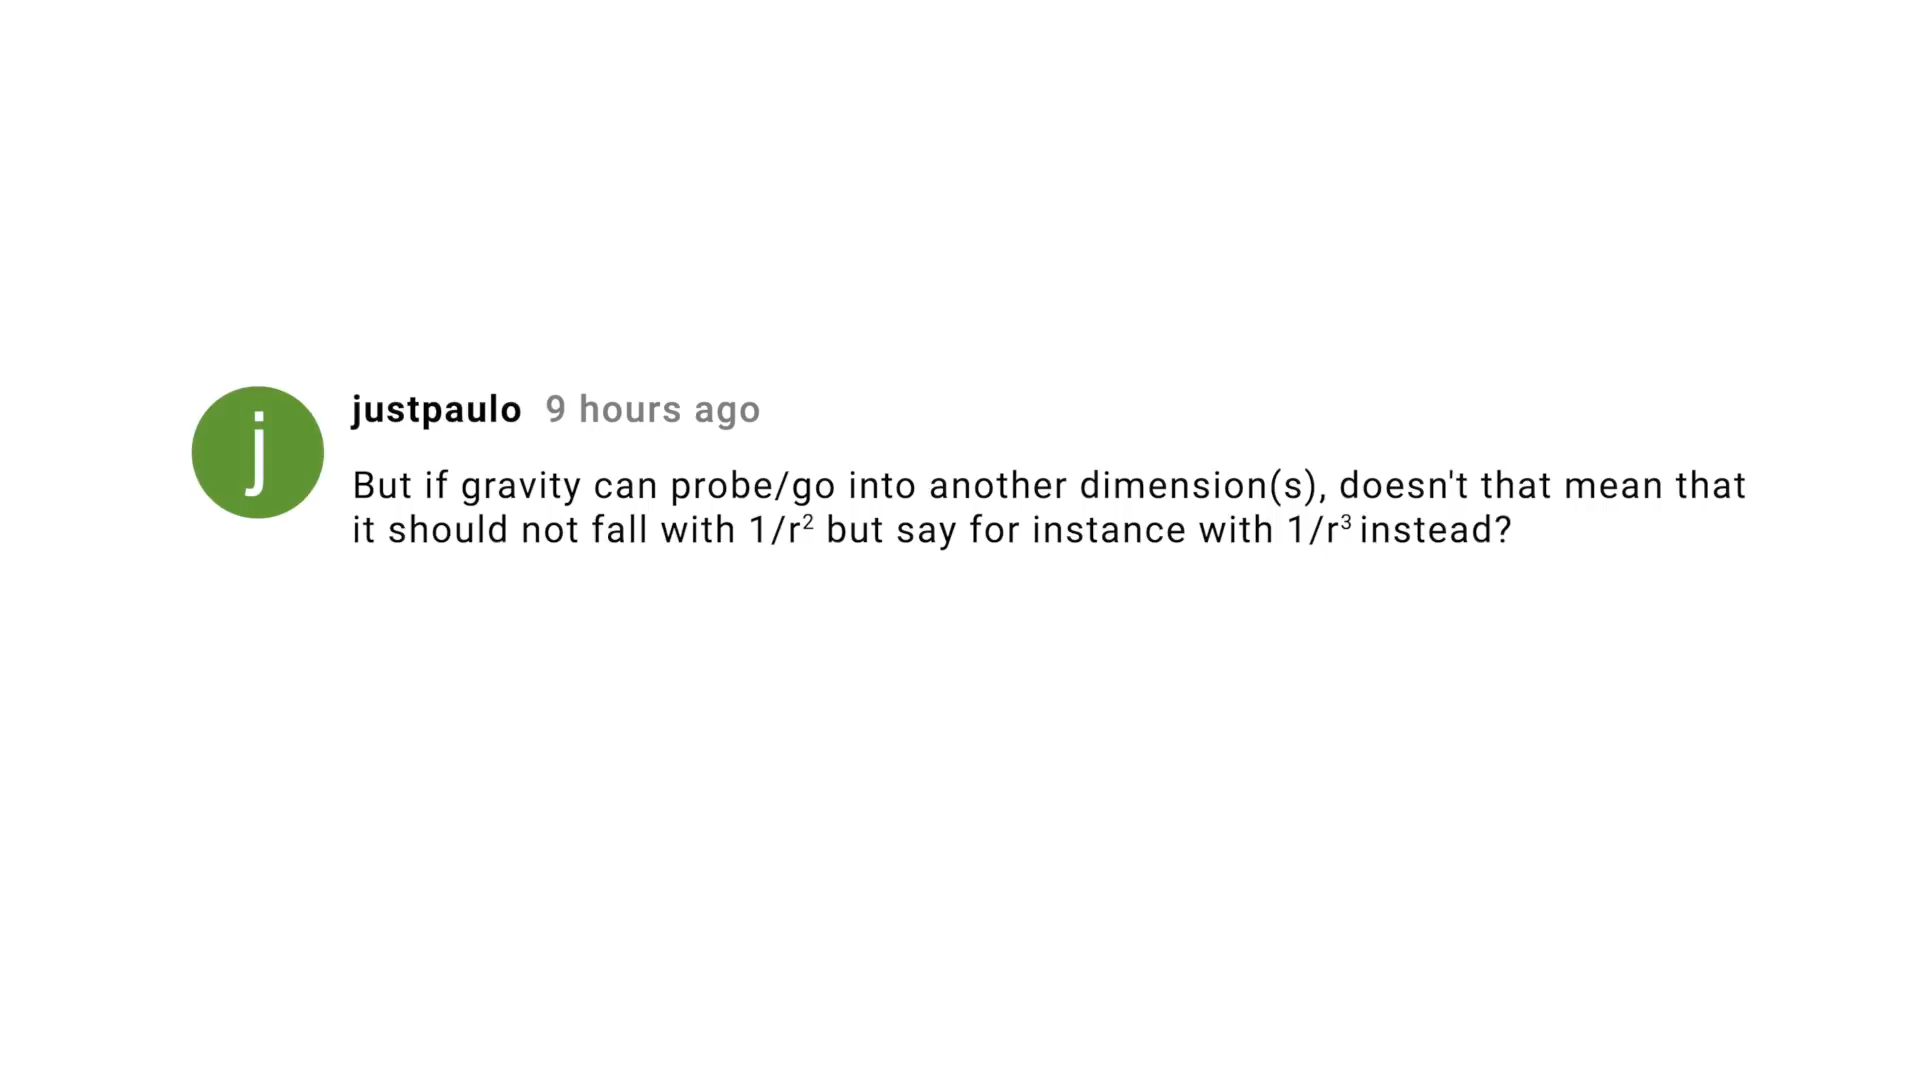 j
justpaulo 9 hours ago
But if gravity can probe/go into another dimension(s), doesn't that mean that
it should not fall with 1/r² but say for instance with 1/r³ instead?